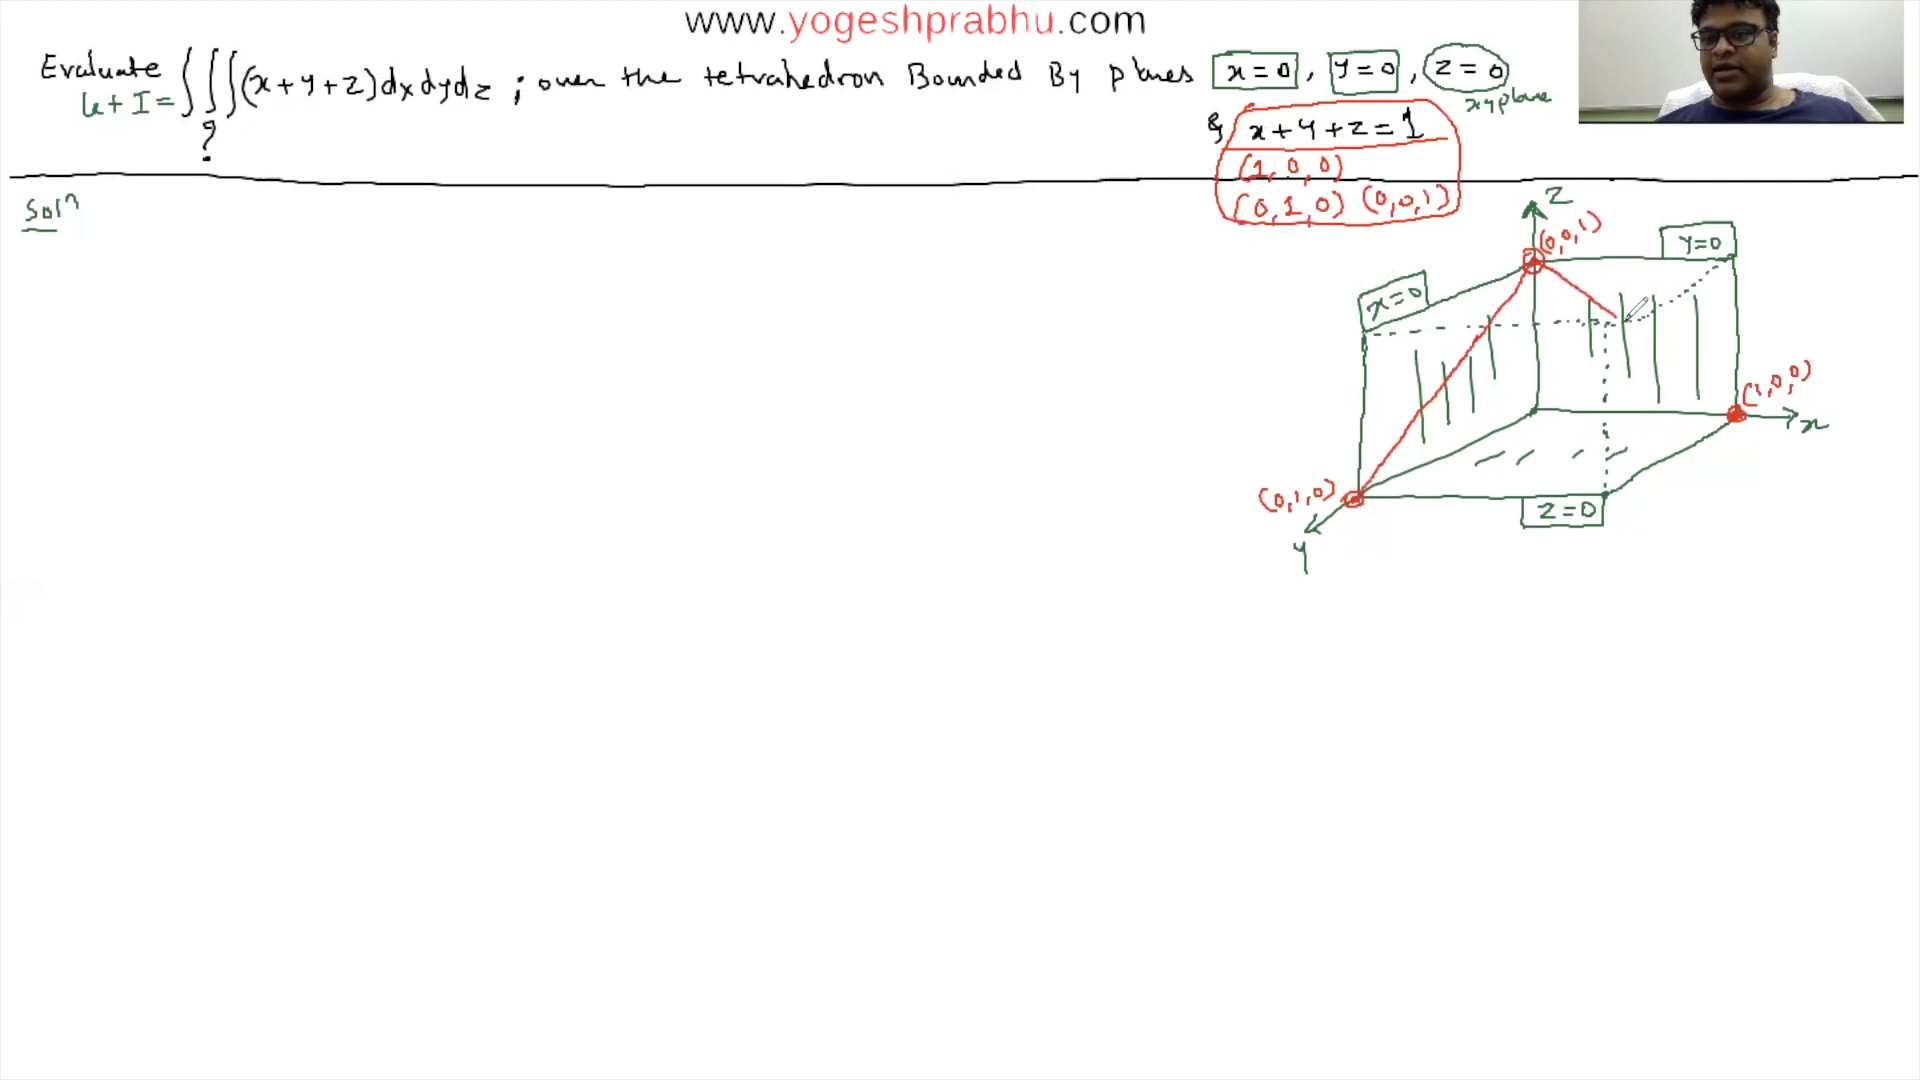 www.yogeshprabhu.com
Evaluate ∫∫∫(x+y+z)dxdydz ; over the tetrahedron Bounded By planes x=0, y=0, z=0
let I =
?
xy plane
& x+y+z=1
(1,0,0)
(0,1,0) (0,0,1)
Soln
z
(0,0,1)
y=0
x=0
(1,0,0)
x
(0,1,0)
z=0
y